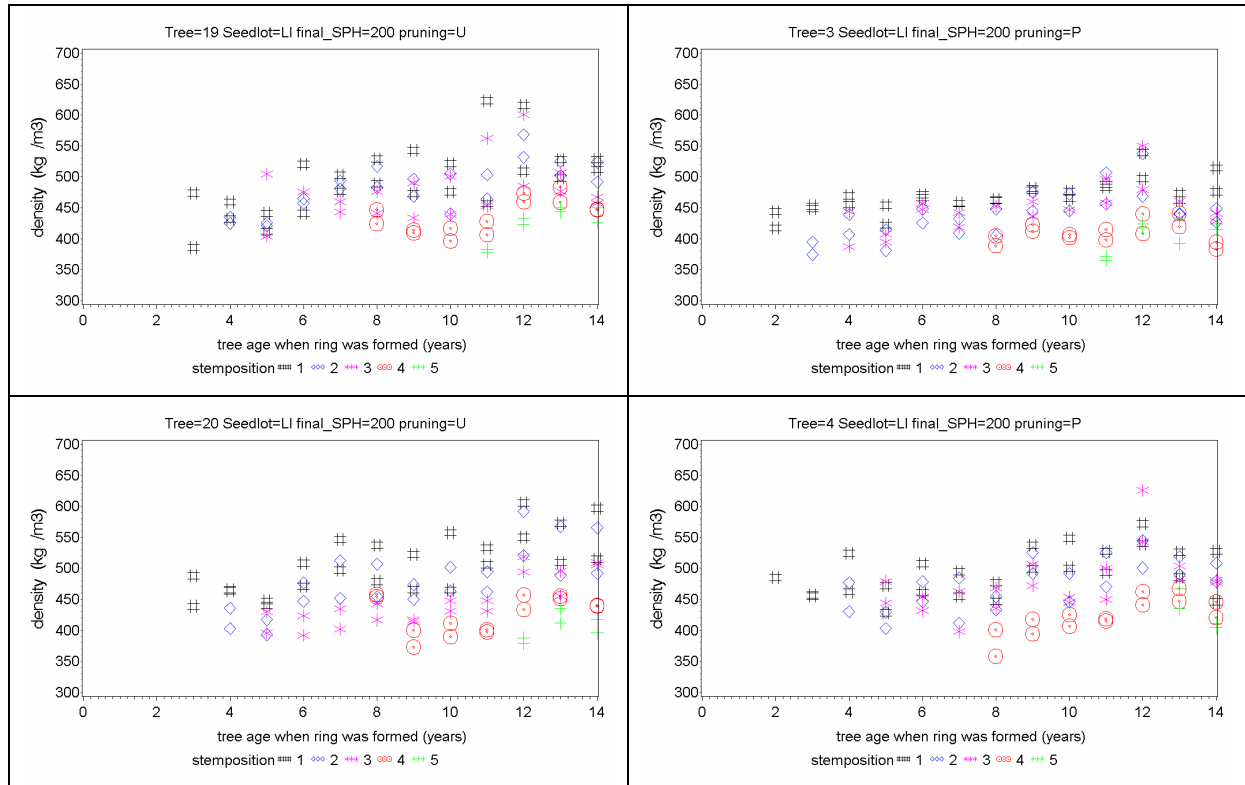 Tree=19 Seedlot=LI final_SPH=200 pruning=U
700
650
600
550
500
450
400
350
300
density (kg /m3)
0 2 4 6 8 10 12 14
tree age when ring was formed (years)
stemposition 1 2 3 4 5
Tree=3 Seedlot=LI final_SPH=200 pruning=P
700
650
600
550
500
450
400
350
300
density (kg /m3)
0 2 4 6 8 10 12 14
tree age when ring was formed (years)
stemposition 1 2 3 4 5
Tree=20 Seedlot=LI final_SPH=200 pruning=U
700
650
600
550
500
450
400
350
300
density (kg /m3)
0 2 4 6 8 10 12 14
tree age when ring was formed (years)
stemposition 1 2 3 4 5
Tree=4 Seedlot=LI final_SPH=200 pruning=P
700
650
600
550
500
450
400
350
300
density (kg /m3)
0 2 4 6 8 10 12 14
tree age when ring was formed (years)
stemposition 1 2 3 4 5